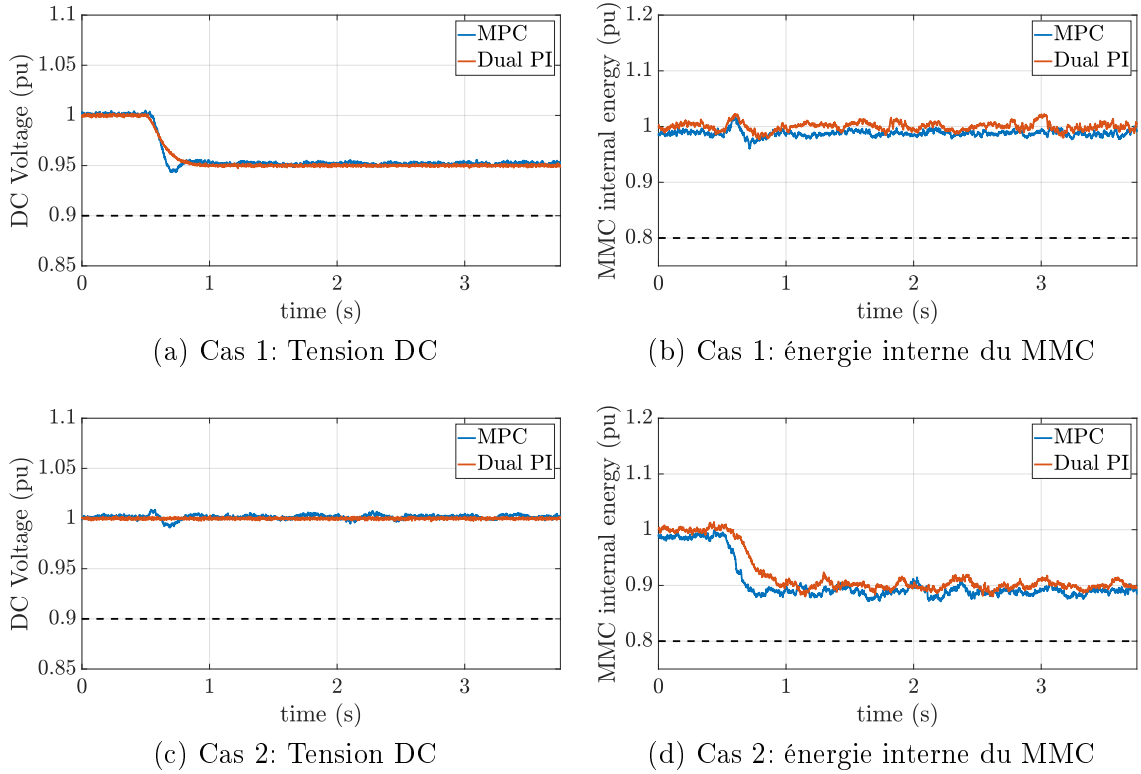 DC Voltage (pu)
1.1
1.05
1
0.95
0.9
0.85
0
1
2
3
time (s)
MPC
Dual PI
(a) Cas 1: Tension DC
MMC internal energy (pu)
1.2
1.1
1
0.9
0.8
0
1
2
3
time (s)
MPC
Dual PI
(b) Cas 1: énergie interne du MMC
DC Voltage (pu)
1.1
1.05
1
0.95
0.9
0.85
0
1
2
3
time (s)
MPC
Dual PI
(c) Cas 2: Tension DC
MMC internal energy (pu)
1.2
1.1
1
0.9
0.8
0
1
2
3
time (s)
MPC
Dual PI
(d) Cas 2: énergie interne du MMC